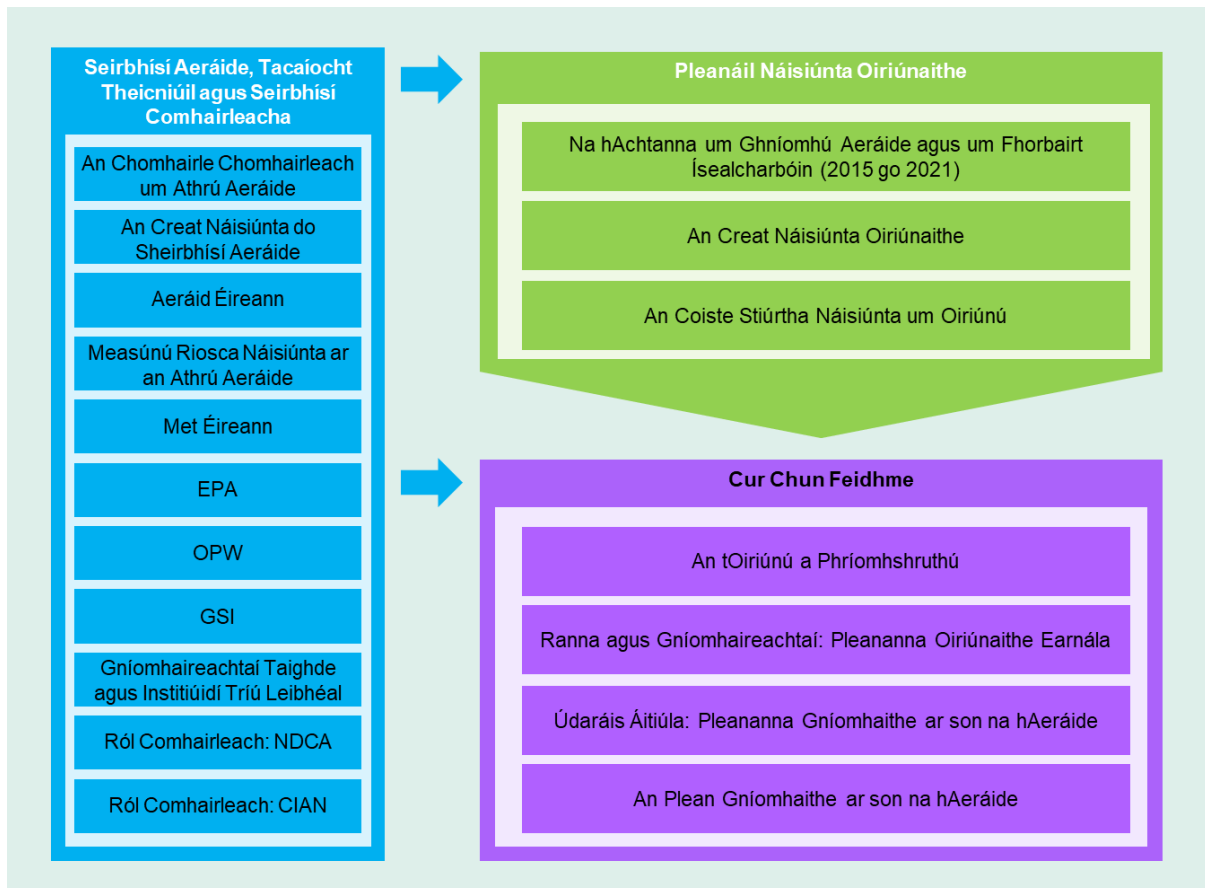 Seirbhísí Aeráide, Tacaíocht
Theicniúil agus Seirbhísí
Comhairleacha
An Chomhairle Chomhairleach
um Athrú Aeráide
An Creat Náisiúnta do
Sheirbhísí Aeráide
Aeráid Éireann
Measúnú Riosca Náisiúnta ar
an Athrú Aeráide
Met Éireann
EPA
OPW
GSI
Gníomhaireachtaí Taighde
agus Institiúidí Tríú Leibhéal
Ról Comhairleach: NDCA
Ról Comhairleach: CIAN
Pleanáil Náisiúnta Oiriúnaithe
Na hAchtanna um Ghníomhú Aeráide agus um Fhorbairt
Ísealcharbóin (2015 go 2021)
An Creat Náisiúnta Oiriúnaithe
An Coiste Stiúrtha Náisiúnta um Oiriúnú
Cur Chun Feidhme
An tOiriúnú a Phríomhshruthú
Ranna agus Gníomhaireachtaí: Pleananna Oiriúnaithe Earnála
Údaráis Áitiúla: Pleananna Gníomhaithe ar son na hAeráide
An Plean Gníomhaithe ar son na hAeráide